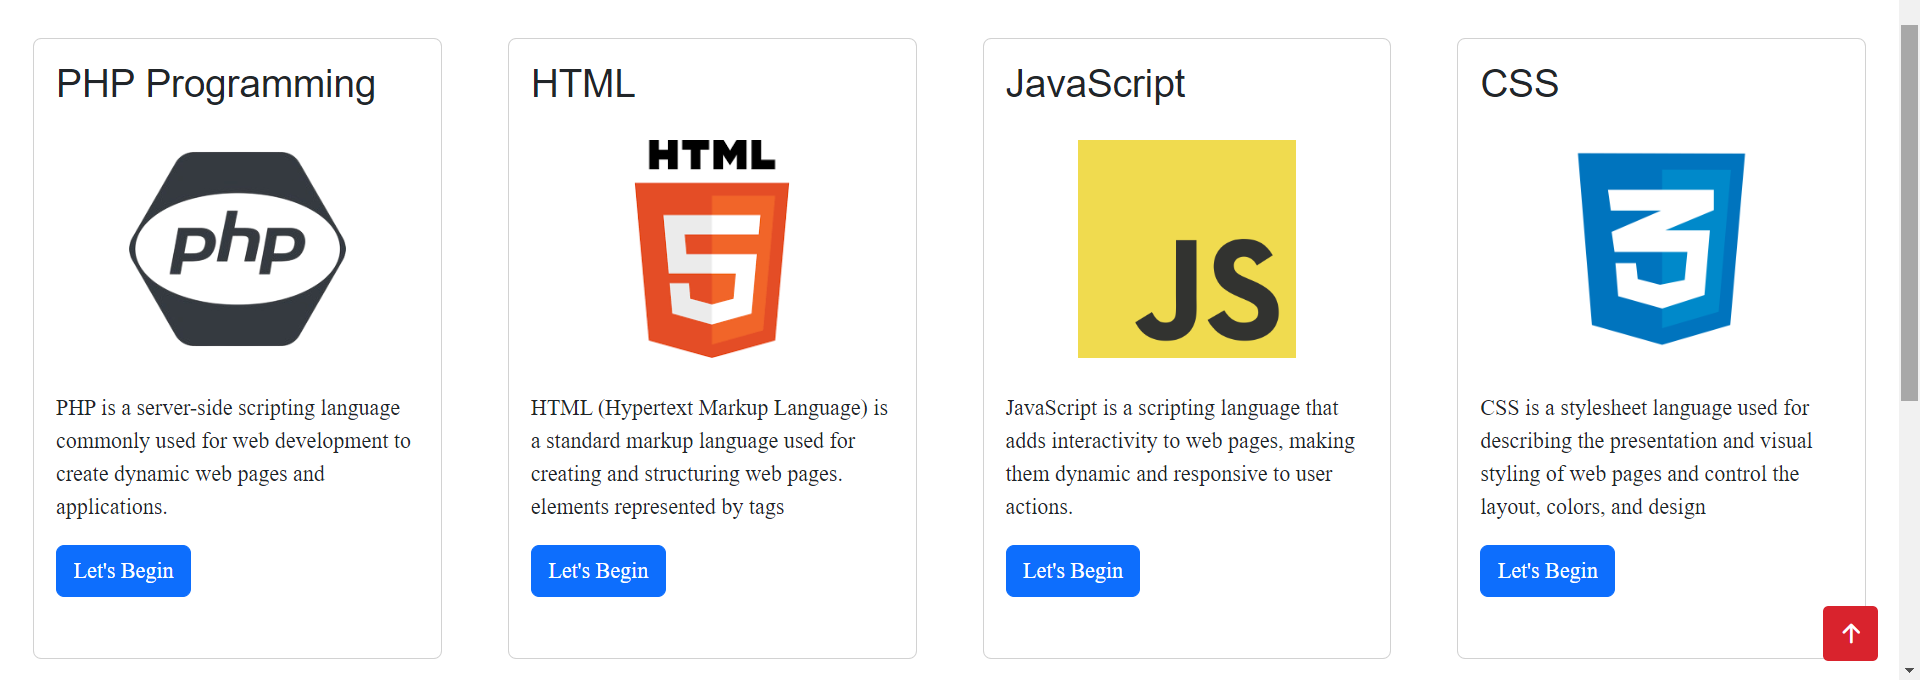 PHP Programming
php
PHP is a server-side scripting language
commonly used for web development to
create dynamic web pages and
applications.
Let's Begin
HTML
HTML
5
HTML (Hypertext Markup Language) is
a standard markup language used for
creating and structuring web pages.
elements represented by tags
Let's Begin
JavaScript
JS
JavaScript is a scripting language that
adds interactivity to web pages, making
them dynamic and responsive to user
actions.
Let's Begin
CSS
3
CSS is a stylesheet language used for
describing the presentation and visual
styling of web pages and control the
layout, colors, and design
Let's Begin